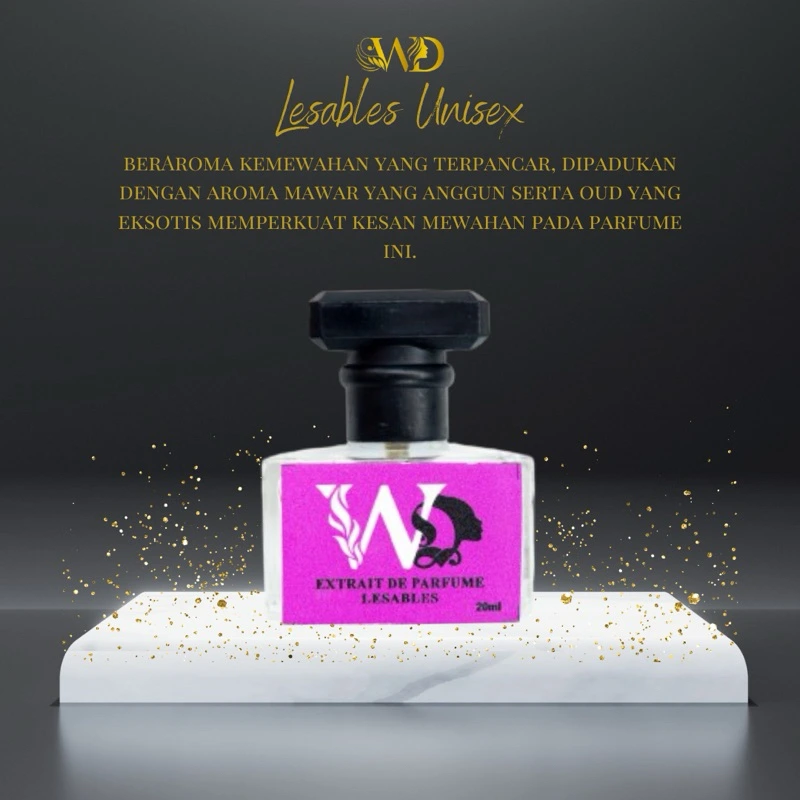 WD
Lesables Unisex
BERAROMA KEMEWAHAN YANG TERPANCAR, DIPADUKAN
DENGAN AROMA MAWAR YANG ANGGUN SERTA OUD YANG
EKSOTIS MEMPERKUAT KESAN MEWAHAN PADA PARFUME
INI.
WD
EXTRAIT DE PARFUME
LESABLES
20ml